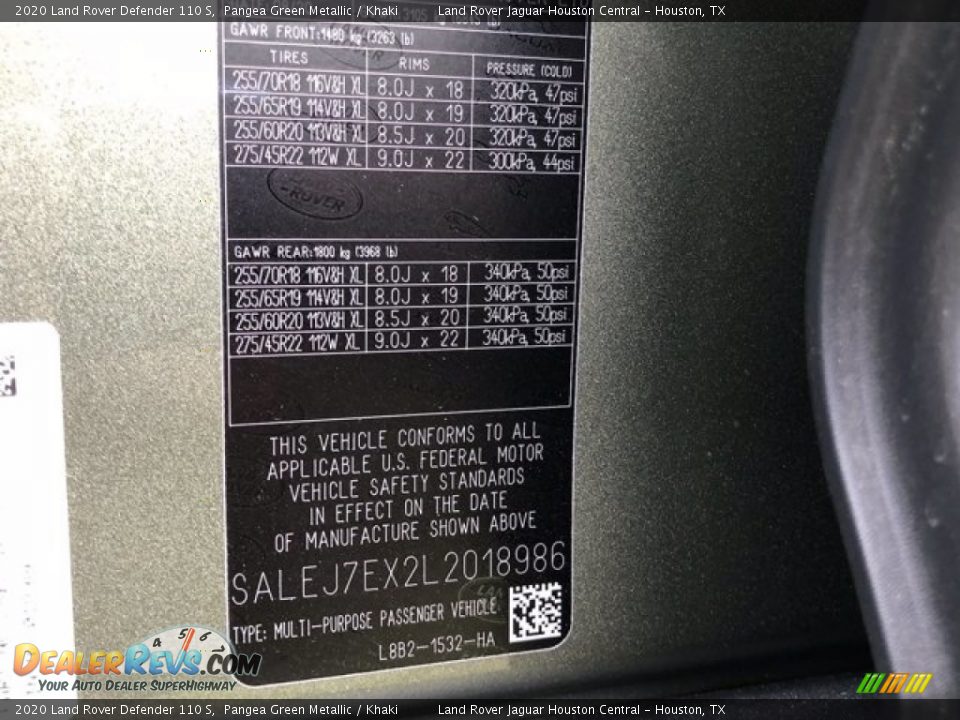 2020 Land Rover Defender 110 S, Pangea Green Metallic / Khaki Land Rover Jaguar Houston Central - Houston, TX
GAWR FRONT:1480 kg (3263 lb)
TIRES RIMS PRESSURE (COLD)
255/70R18 116V&H XL 8.0J x 18 320kPa, 47psi
255/65R19 114V&H XL 8.0J x 19 320kPa, 47psi
255/60R20 113V&H XL 8.5J x 20 320kPa, 47psi
275/45R22 112W XL 9.0J x 22 300kPa, 44psi
-ROVER
GAWR REAR:1800 kg (3968 lb)
255/70R18 116V&H XL 8.0J x 18 340kPa, 50psi
255/65R19 114V&H XL 8.0J x 19 340kPa, 50psi
255/60R20 113V&H XL 8.5J x 20 340kPa, 50psi
275/45R22 112W XL 9.0J x 22 340kPa, 50psi
THIS VEHICLE CONFORMS TO ALL
APPLICABLE U.S. FEDERAL MOTOR
VEHICLE SAFETY STANDARDS
IN EFFECT ON THE DATE
OF MANUFACTURE SHOWN ABOVE
SALEJ7EX2L2018986
TYPE: MULTI-PURPOSE PASSENGER VEHICLE
L8B2-1532-HA
4 5 6
DEALERREVS.COM
YOUR AUTO DEALER SUPERHIGHWAY
2020 Land Rover Defender 110 S, Pangea Green Metallic / Khaki Land Rover Jaguar Houston Central - Houston, TX